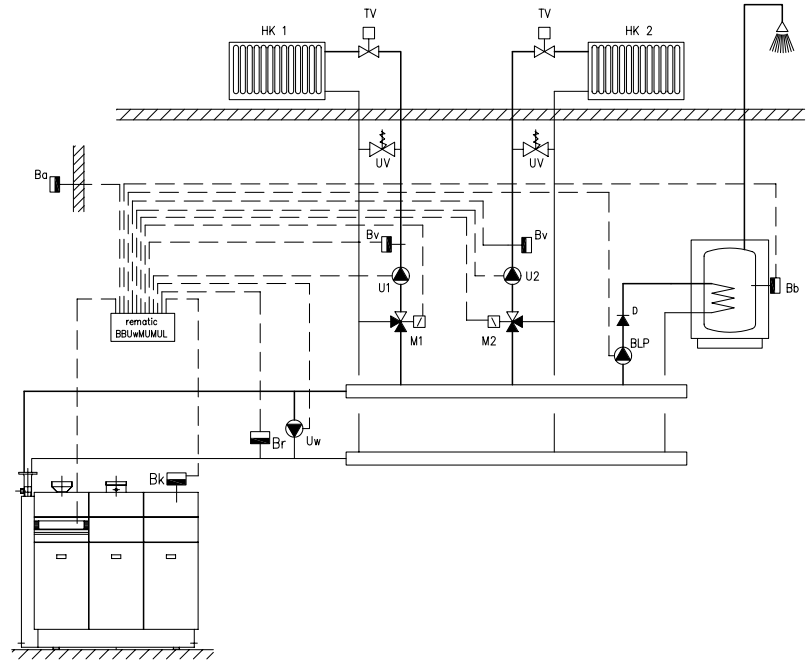 TV
TV
HK 1
HK 2
UV
UV
Ba
Bv
Bv
U1
U2
Bb
D
rematic
BBUwMUMUL
M1
M2
BLP
Br
Uw
Bk